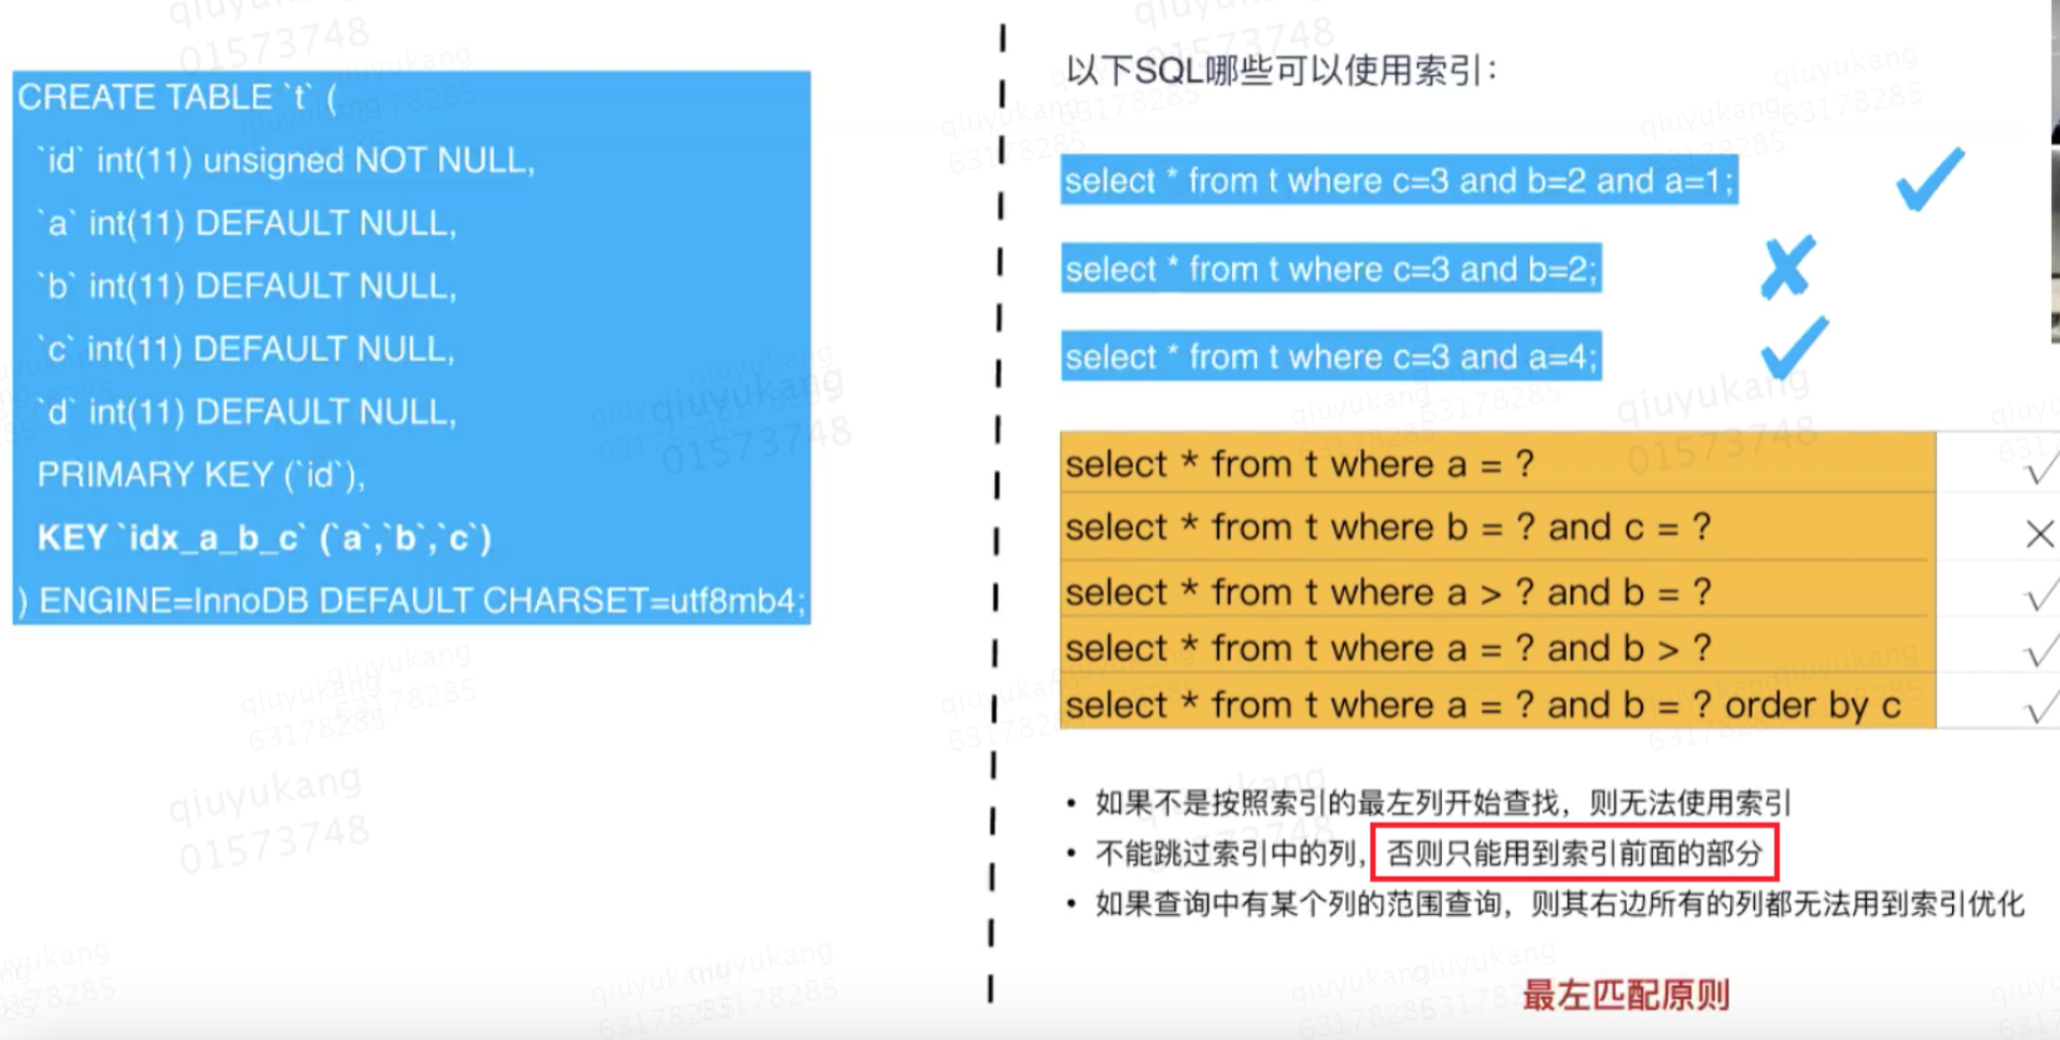 CREATE TABLE `t` (
`id` int(11) unsigned NOT NULL,
`a` int(11) DEFAULT NULL,
`b` int(11) DEFAULT NULL,
`c` int(11) DEFAULT NULL,
`d` int(11) DEFAULT NULL,
PRIMARY KEY (`id`),
KEY `idx_a_b_c` (`a`,`b`,`c`)
) ENGINE=InnoDB DEFAULT CHARSET=utf8mb4;
以下SQL哪些可以使用索引：
select * from t where c=3 and b=2 and a=1;
select * from t where c=3 and b=2;
select * from t where c=3 and a=4;
select * from t where a = ?
select * from t where b = ? and c = ?
select * from t where a > ? and b = ?
select * from t where a = ? and b > ?
select * from t where a = ? and b = ? order by c
• 如果不是按照索引的最左列开始查找，则无法使用索引
• 不能跳过索引中的列，否则只能用到索引前面的部分
• 如果查询中有某个列的范围查询，则其右边所有的列都无法用到索引优化
最左匹配原则
qiuyukang
01573748
qiuyukang
63178285